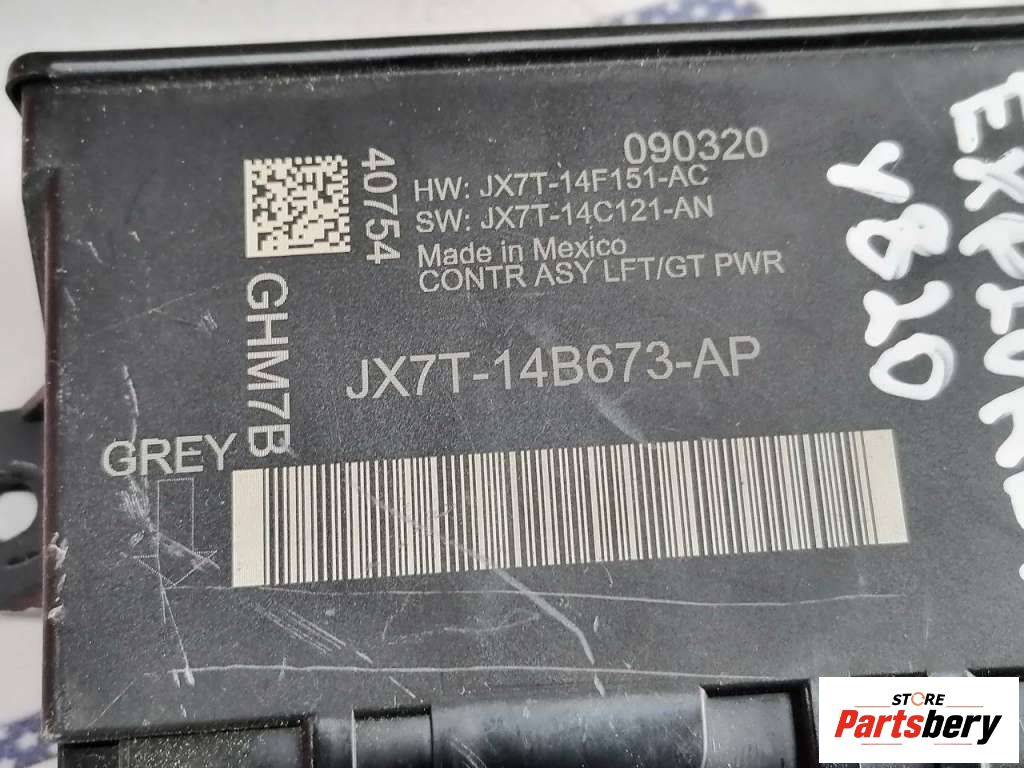 090320
HW: JX7T-14F151-AC
SW: JX7T-14C121-AN
Made in Mexico
CONTR ASY LFT/GT PWR
40754
GHM7B
JX7T-14B673-AP
GREY
Y820
STORE
Partsbery